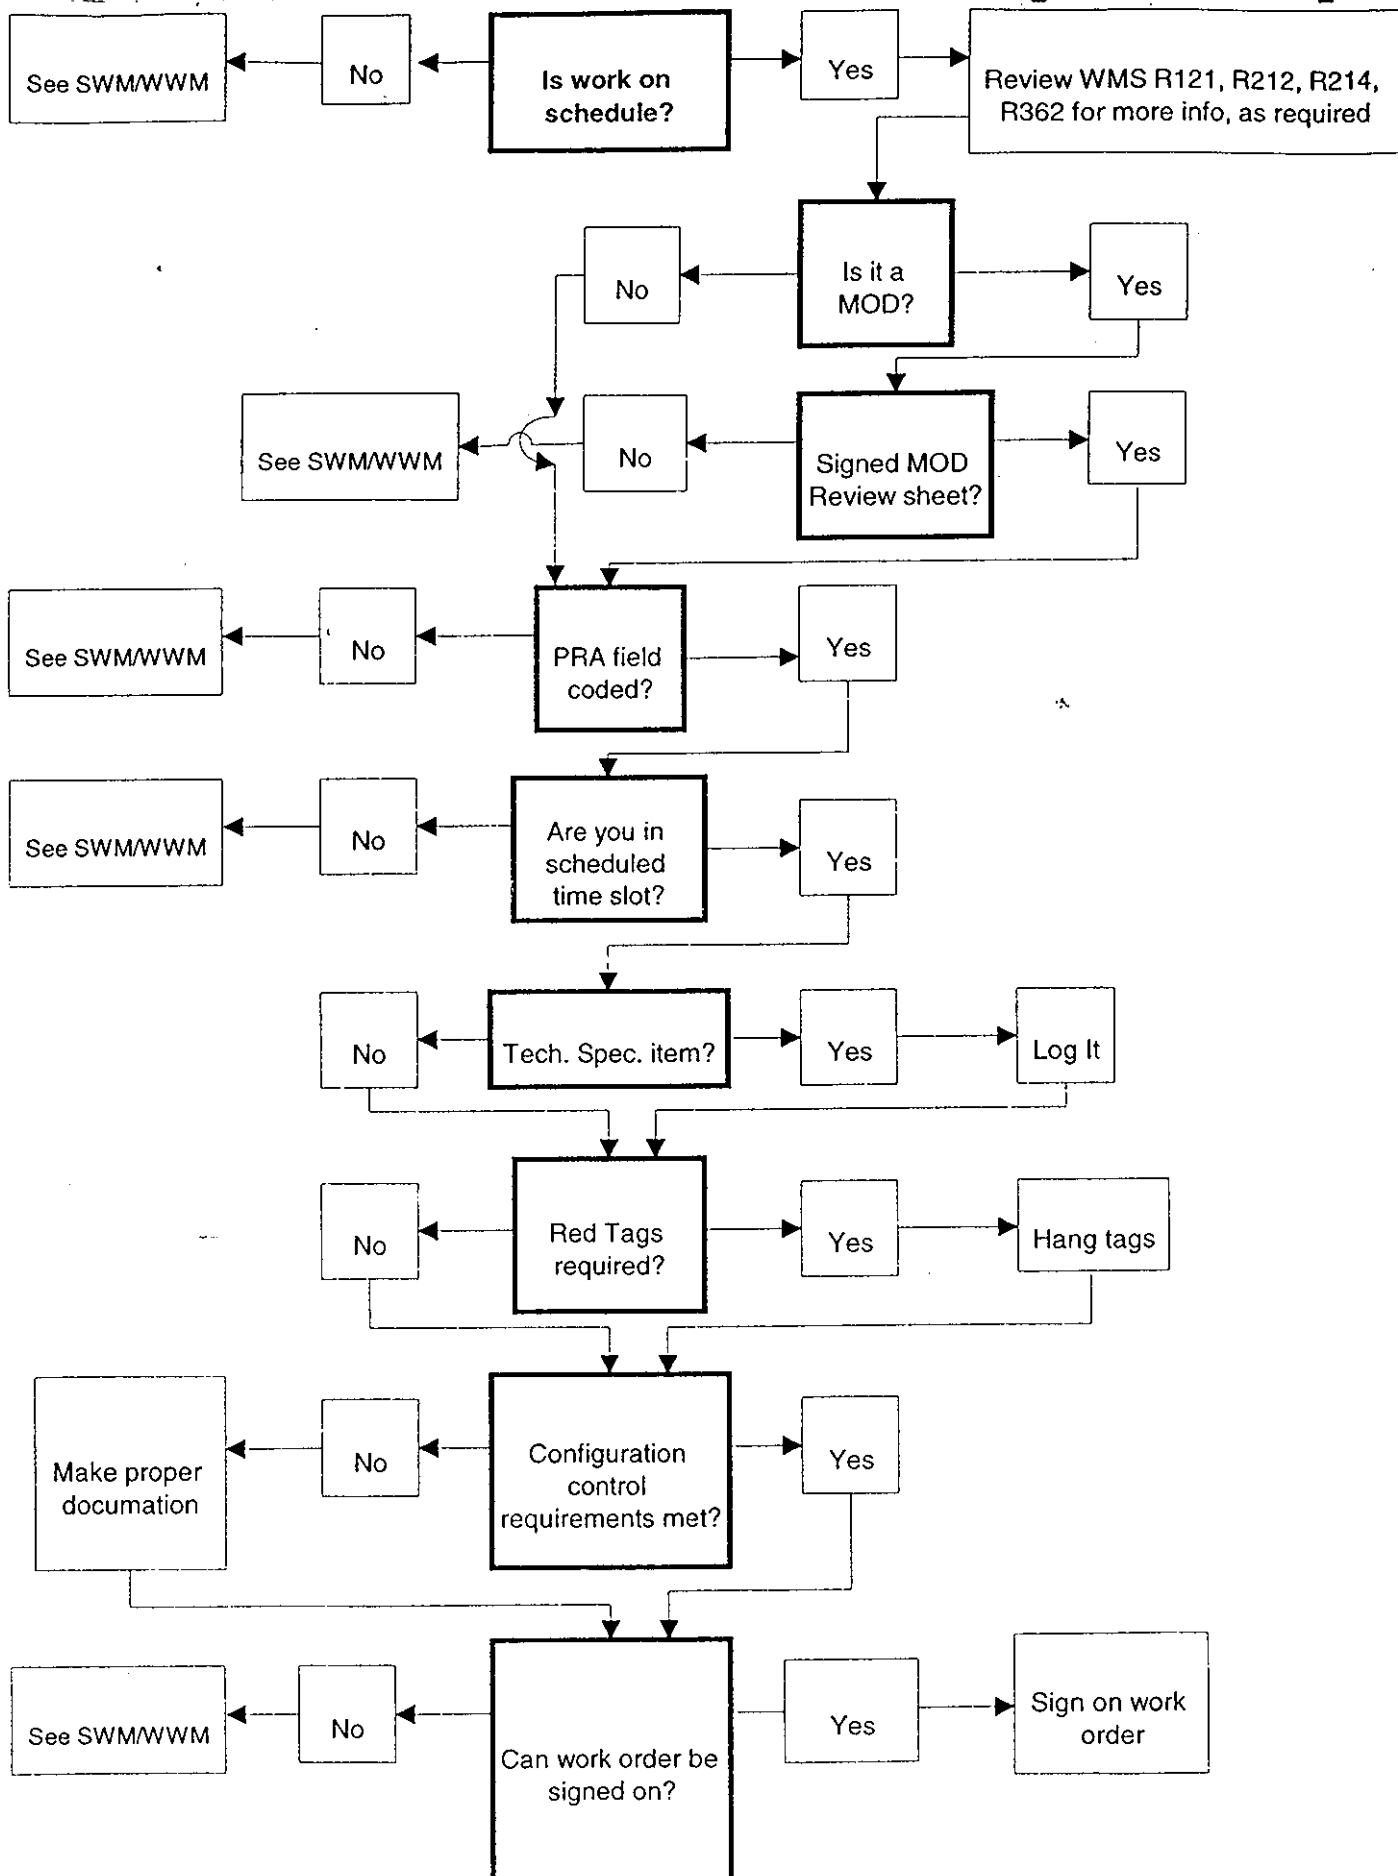 See SWM/WWM
No
Is work on
schedule?
Yes
Review WMS R121, R212, R214,
R362 for more info, as required
No
Is it a
MOD?
Yes
See SWM/WWM
No
Signed MOD
Review sheet?
Yes
See SWM/WWM
No
PRA field
coded?
Yes
See SWM/WWM
No
Are you in
scheduled
time slot?
Yes
No
Tech. Spec. item?
Yes
Log It
No
Red Tags
required?
Yes
Hang tags
Make proper
documation
No
Configuration
control
requirements met?
Yes
See SWM/WWM
No
Can work order be
signed on?
Yes
Sign on work
order